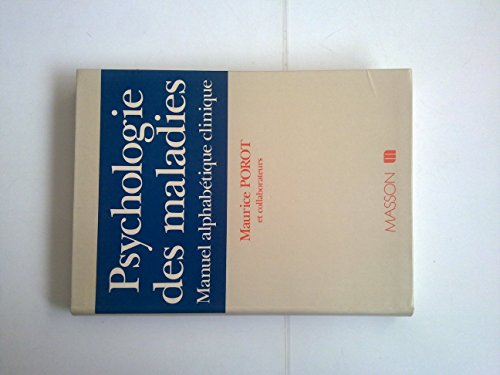 Psychologie
des maladies
Manuel alphabétique clinique
Maurice POROT
et collaborateurs
MASSON